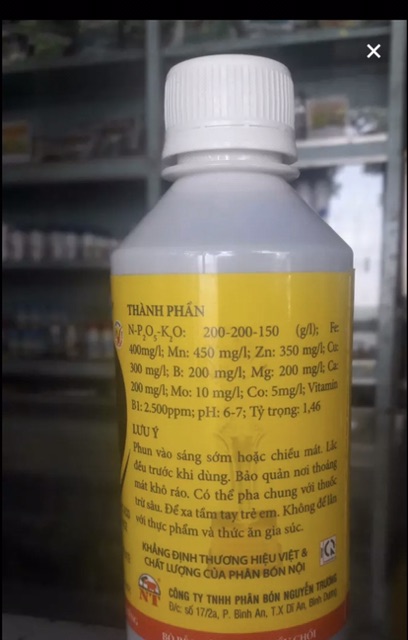 THÀNH PHẦN
N-P₂O₅-K₂O: 200-200-150 (g/l); Fe:
400mg/l; Mn: 450 mg/l; Zn: 350 mg/l; Cu:
300 mg/l; B: 200 mg/l; Mg: 200 mg/l; Ca:
200 mg/l; Mo: 10 mg/l; Co: 5mg/l; Vitamin
B1: 2.500ppm; pH: 6-7; Tỷ trọng: 1,46
LƯU Ý
Phun vào sáng sớm hoặc chiều mát. Lắc
đều trước khi dùng. Bảo quản nơi thoáng
mát khô ráo. Có thể pha chung với thuốc
trừ sâu. Để xa tầm tay trẻ em. Không để lẫn
với thực phẩm và thức ăn gia súc.
KHẲNG ĐỊNH THƯƠNG HIỆU VIỆT &
CHẤT LƯỢNG CỦA PHÂN BÓN NỘI
NT
CÔNG TY TNHH PHÂN BÓN NGUYỄN TRƯƠNG
Đ/c: số 17/2a, P. Bình An, T.X Dĩ An, Bình Dương